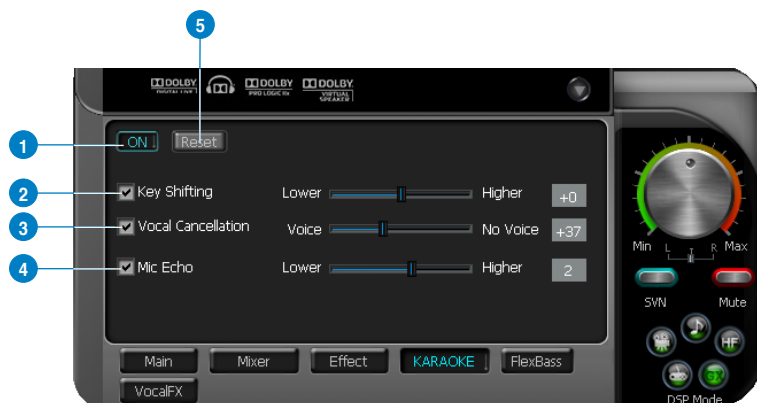 5
DOLBY DIGITAL LIVE
DOLBY PRO LOGIC IIx
DOLBY VIRTUAL SPEAKER
1 ON Reset
2 Key Shifting Lower Higher +0
3 Vocal Cancellation Voice No Voice +37
4 Mic Echo Lower Higher 2
Min L T R Max
SVN Mute
HF
GX
DSP Mode
Main Mixer Effect KARAOKE FlexBass
VocalFX